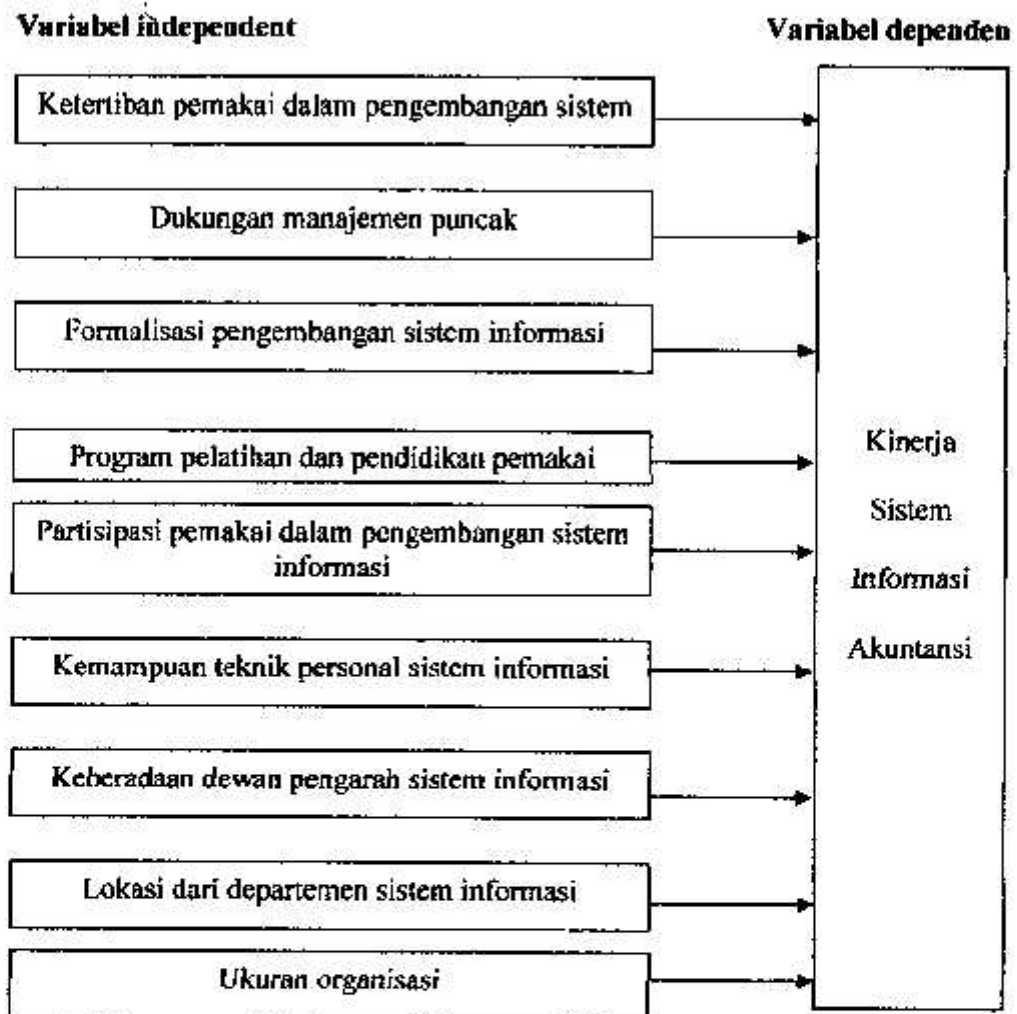 Variabel independent
Variabel dependen
Ketertiban pemakai dalam pengembangan sistem
Dukungan manajemen puncak
Formalisasi pengembangan sistem informasi
Program pelatihan dan pendidikan pemakai
Partisipasi pemakai dalam pengembangan sistem
informasi
Kemampuan teknik personal sistem informasi
Keberadaan dewan pengarah sistem informasi
Lokasi dari departemen sistem informasi
Ukuran organisasi
Kinerja
Sistem
Informasi
Akuntansi